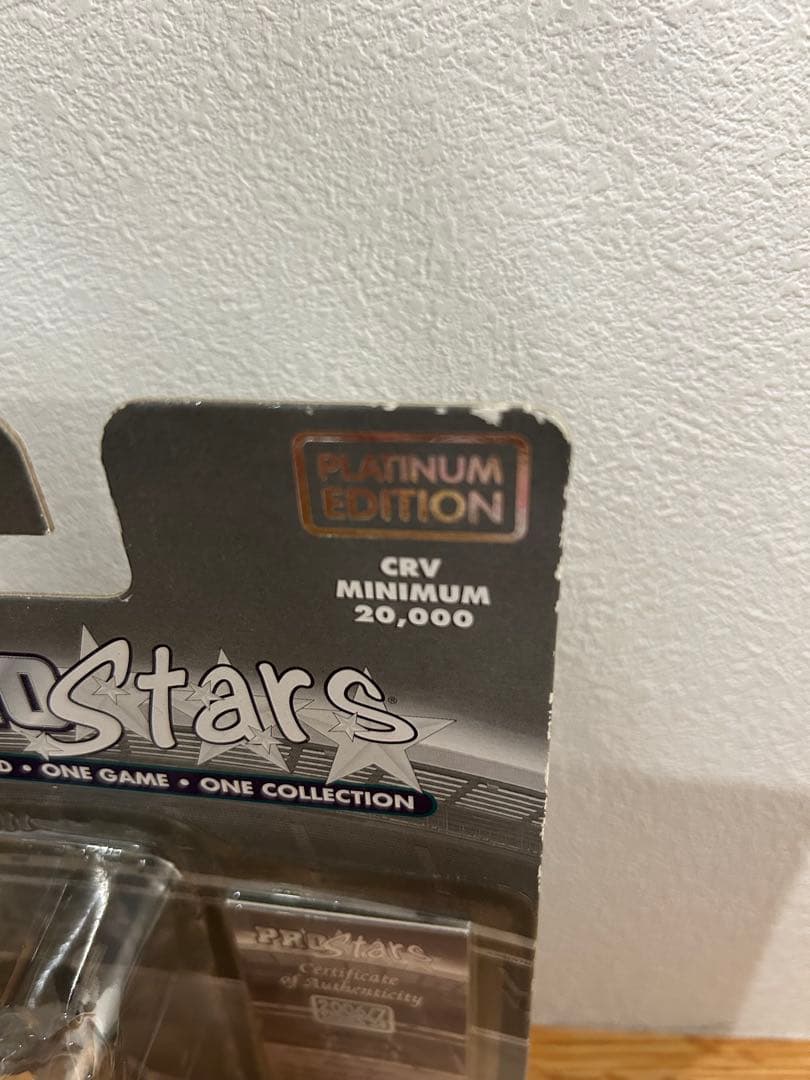 PLATINUM
EDITION
CRV
MINIMUM
20,000
Stars®
• ONE GAME • ONE COLLECTION
PROStars
Certificate
of Authenticity